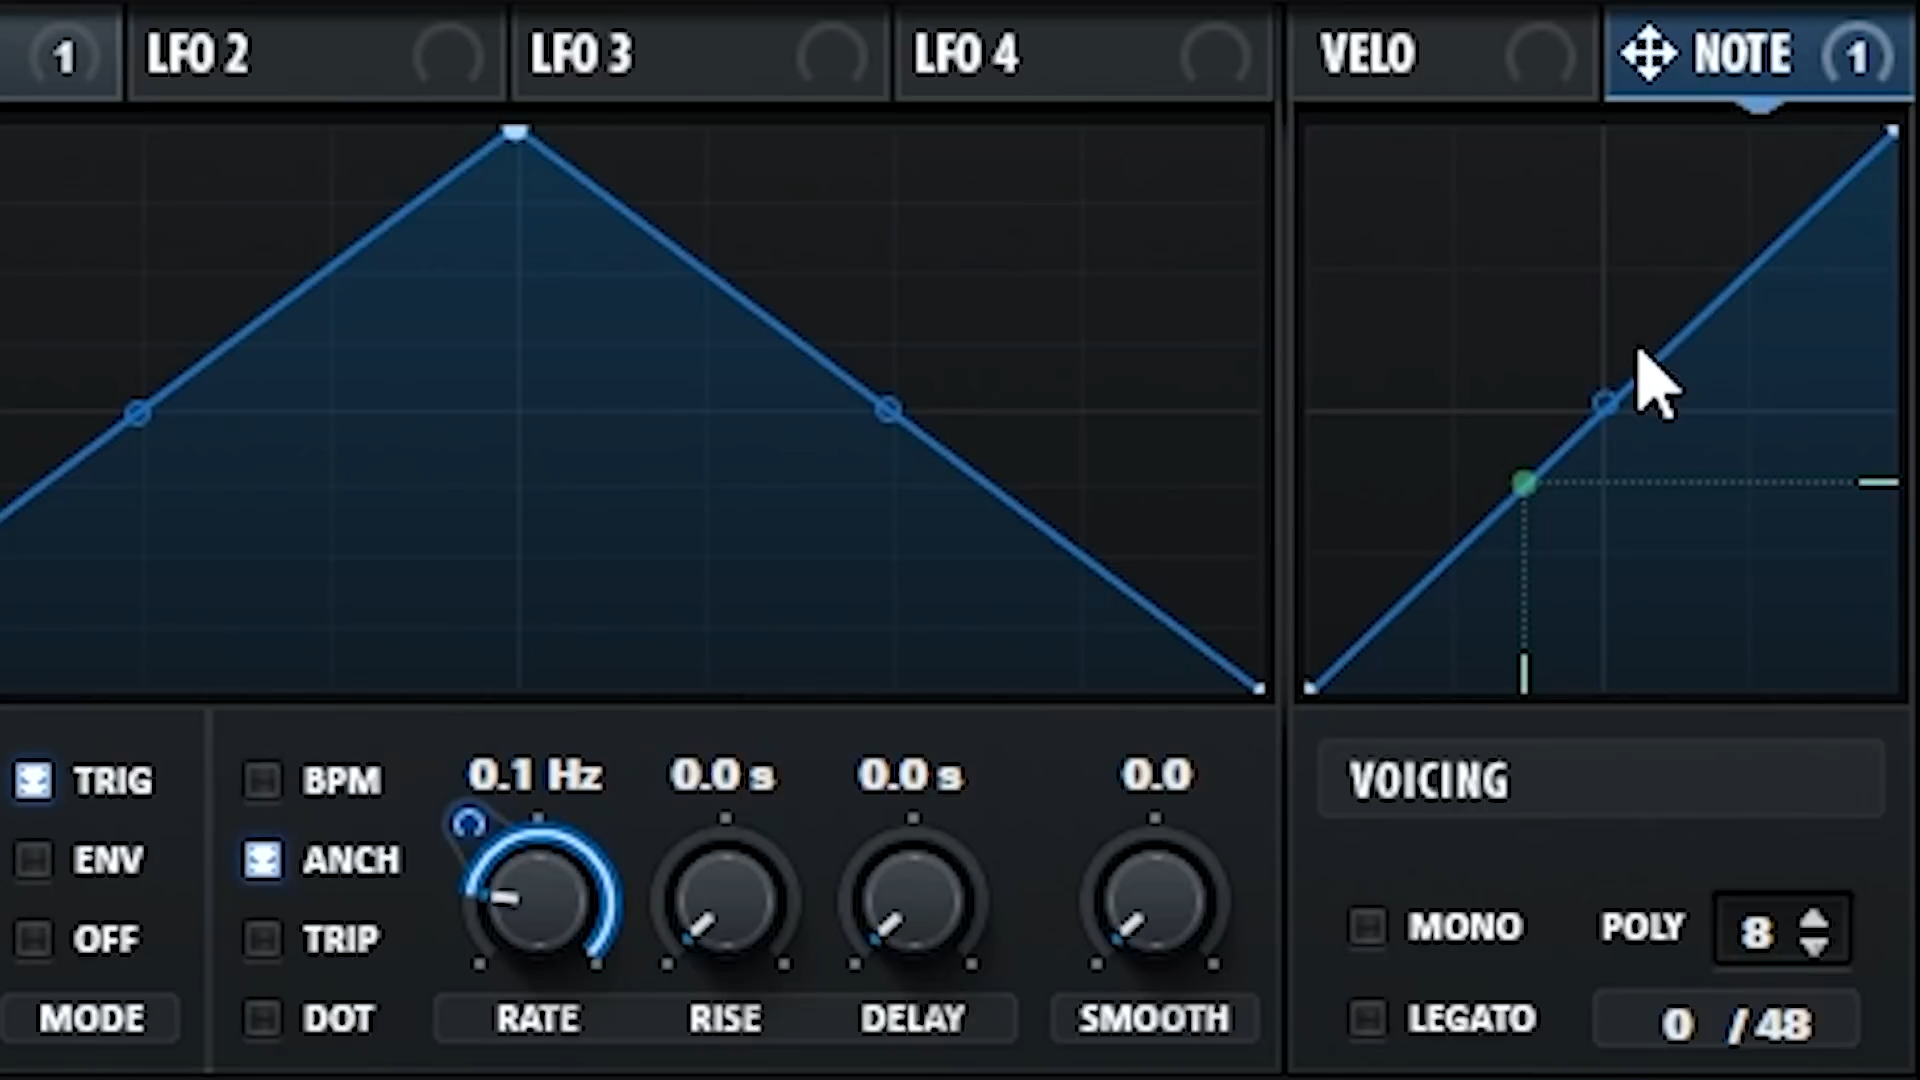 1 LFO 2 LFO 3 LFO 4 VELO NOTE 1
0.1 Hz 0.0 s 0.0 s 0.0
TRIG BPM VOICING
ENV ANCH
OFF TRIP MONO POLY 8
MODE DOT RATE RISE DELAY SMOOTH LEGATO 0 / 48